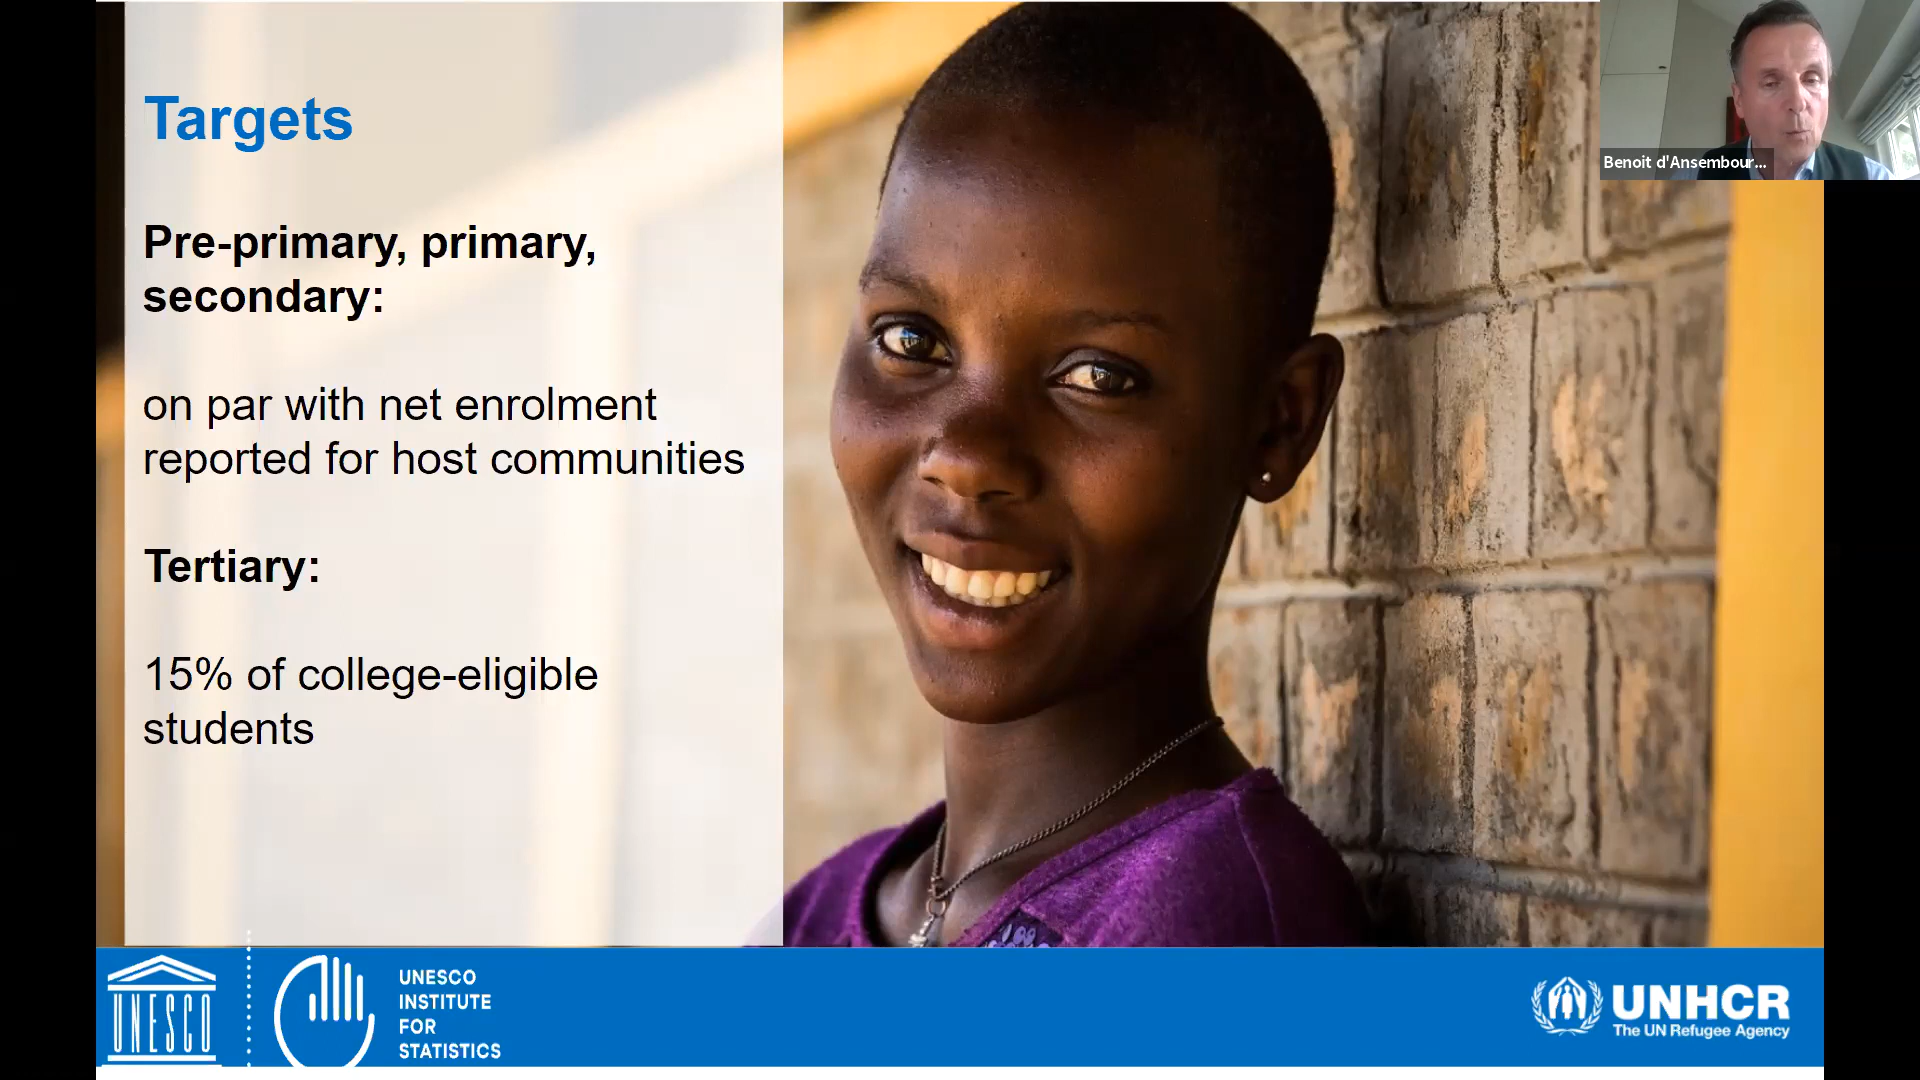 Targets
Pre-primary, primary,
secondary:
on par with net enrolment
reported for host communities
Tertiary:
15% of college-eligible
students
Benoit d'Ansembour...
UNESCO
UNESCO
INSTITUTE
FOR
STATISTICS
UNHCR
The UN Refugee Agency